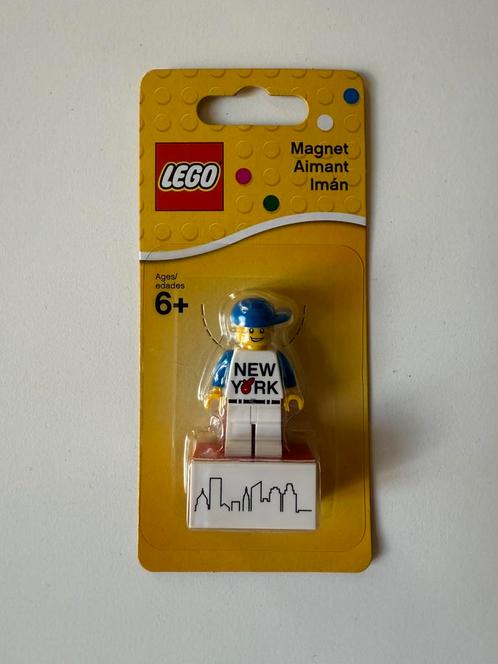 LEGO
Magnet
Aimant
Imán
Ages/
edades
6+
NEW
YORK